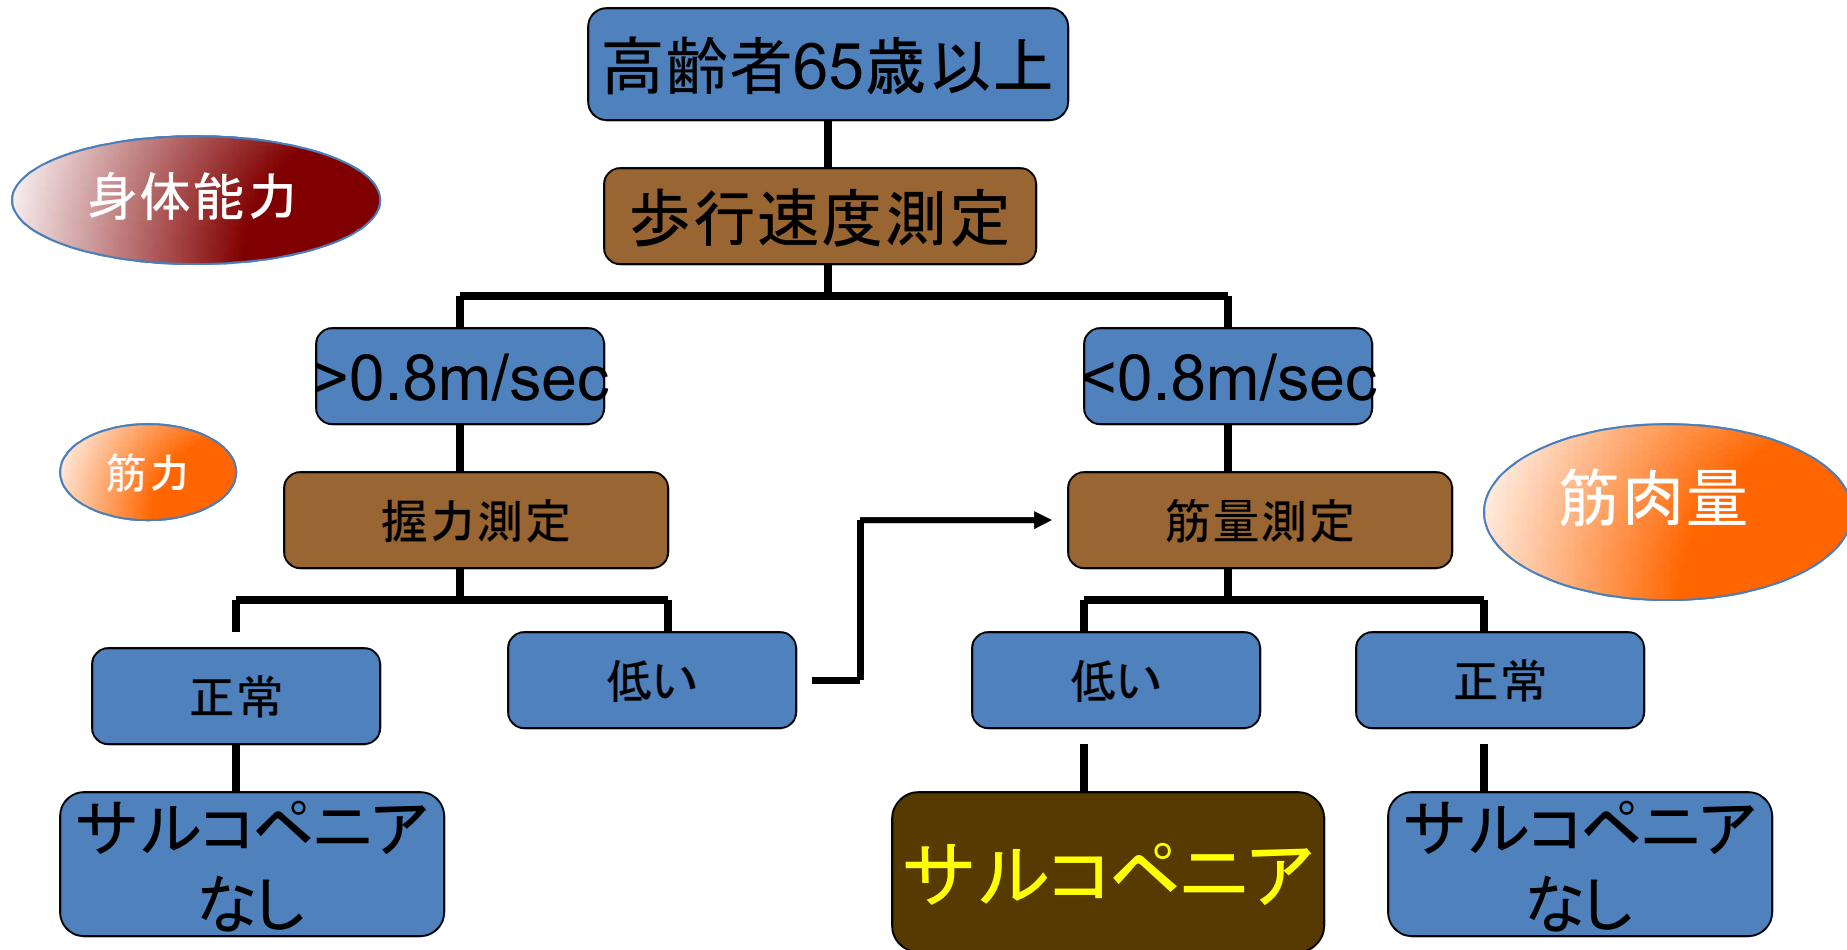 高齢者65歳以上
身体能力
歩行速度測定
>0.8m/sec
<0.8m/sec
筋力
握力測定
筋量測定
筋肉量
正常
低い
低い
正常
サルコペニア
なし
サルコペニア
サルコペニア
なし